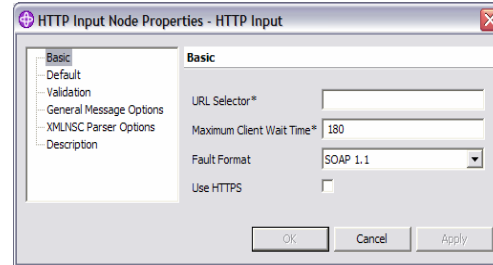 HTTP Input Node Properties - HTTP Input
Basic
Default
Validation
General Message Options
XMLNSC Parser Options
Description
Basic
URL Selector*
Maximum Client Wait Time* 180
Fault Format SOAP 1.1
Use HTTPS
OK Cancel Apply